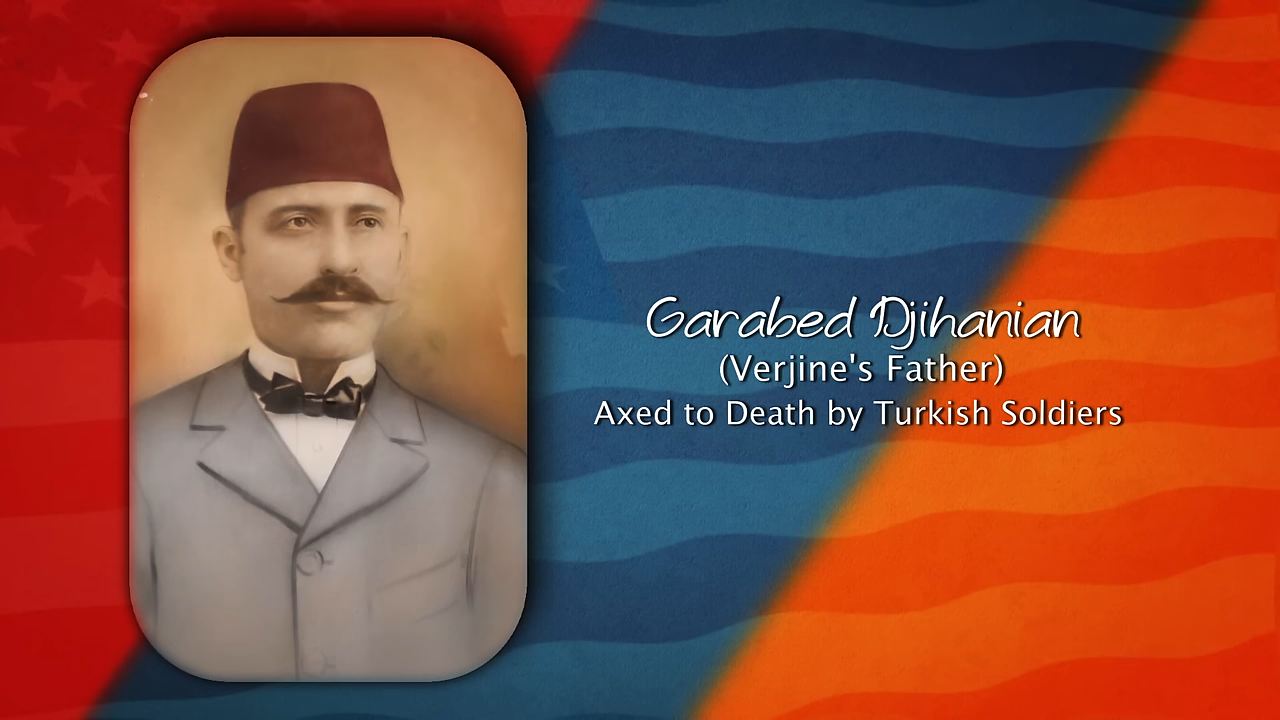 Garabed Djihanian
(Verjine's Father)
Axed to Death by Turkish Soldiers